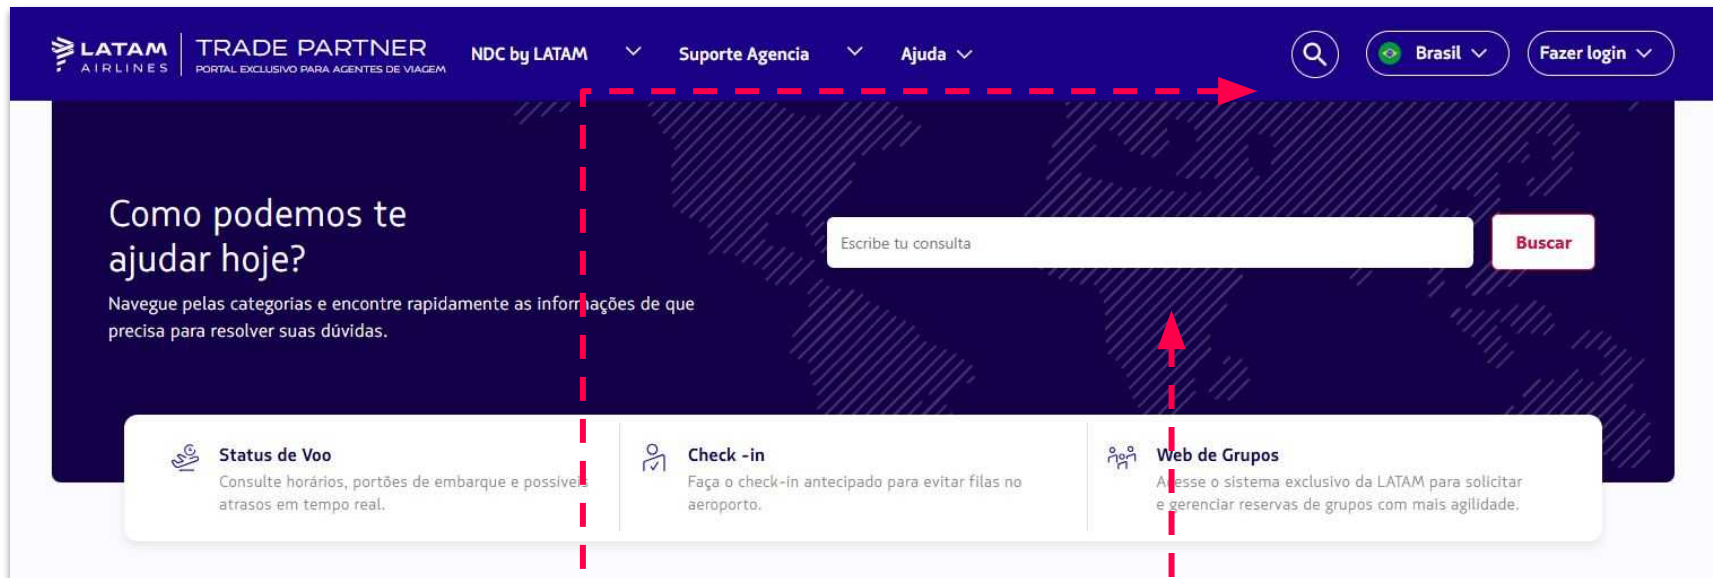 LATAM AIRLINES
TRADE PARTNER
PORTAL EXCLUSIVO PARA AGENTES DE VIAGEM
NDC by LATAM
Suporte Agencia
Ajuda
Brasil
Fazer login
Como podemos te
ajudar hoje?
Navegue pelas categorias e encontre rapidamente as informações de que
precisa para resolver suas dúvidas.
Escribe tu consulta
Buscar
Status de Voo
Consulte horários, portões de embarque e possíveis
atrasos em tempo real.
Check -in
Faça o check-in antecipado para evitar filas no
aeroporto.
Web de Grupos
Acesse o sistema exclusivo da LATAM para solicitar
e gerenciar reservas de grupos com mais agilidade.